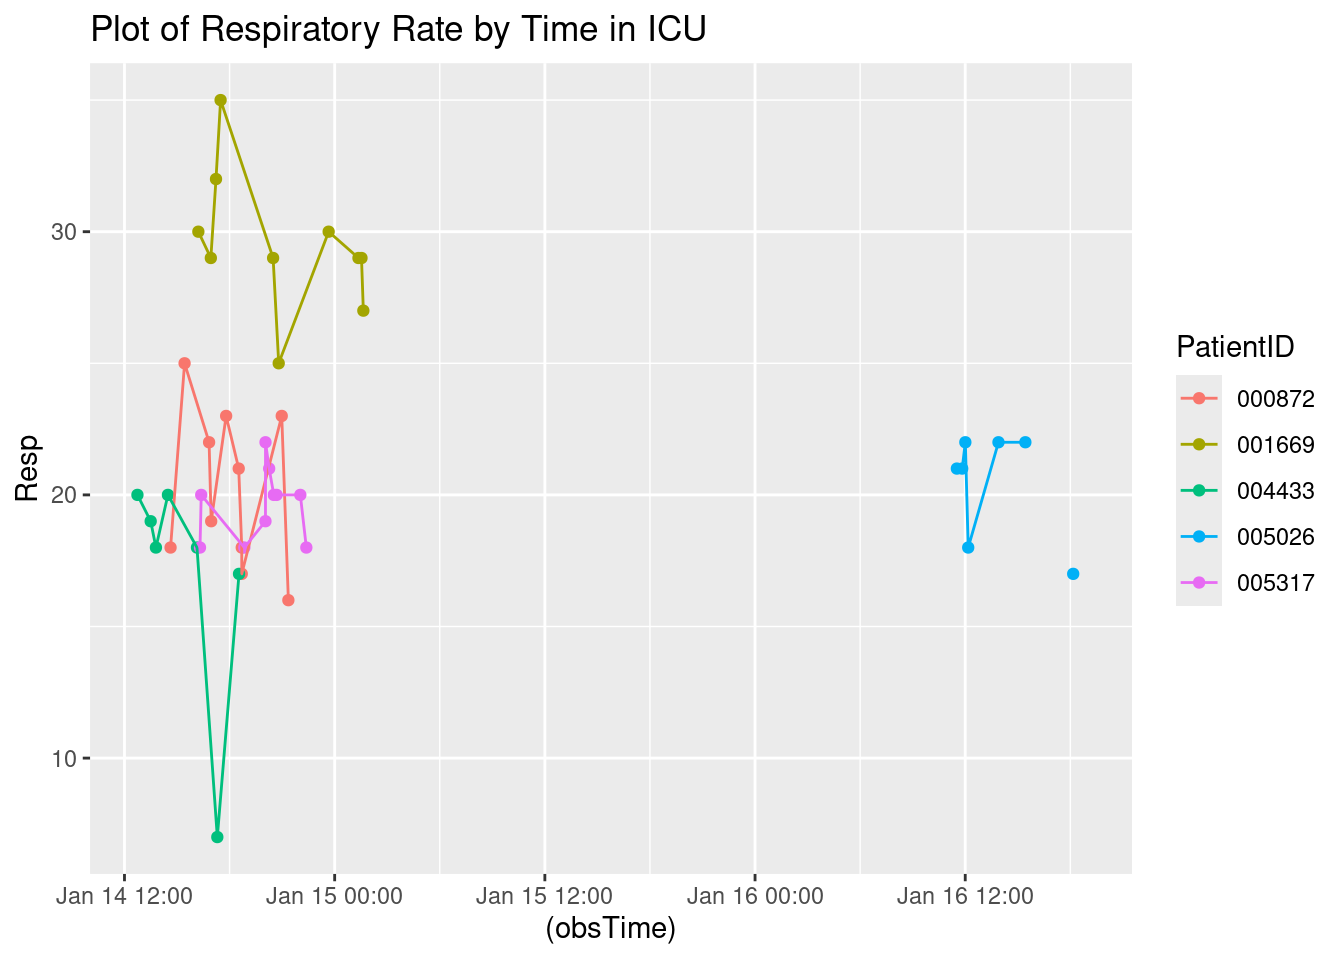 Plot of Respiratory Rate by Time in ICU
Resp
30
20
10
Jan 14 12:00 Jan 15 00:00 Jan 15 12:00 Jan 16 00:00 Jan 16 12:00
(obsTime)
PatientID
000872
001669
004433
005026
005317